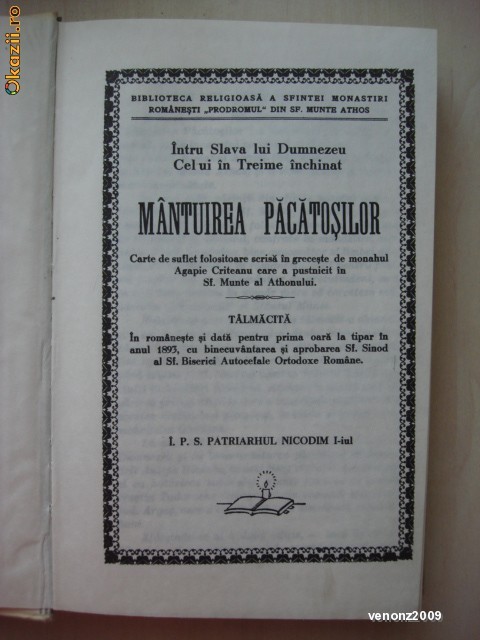 Okazii.ro
BIBLIOTECA RELIGIOASĂ A SFINTEI MONASTIRI
ROMÂNEȘTI „PRODROMUL" DIN SF. MUNTE ATHOS
Întru Slava lui Dumnezeu
Celui în Treime închinat
MÂNTUIREA PĂCĂTOȘILOR
Carte de suflet folositoare scrisă în grecește de monahul
Agapie Criteanu care a pustnicit în
Sf. Munte al Athonului.
TĂLMĂCITĂ
În românește și dată pentru prima oară la tipar în
anul 1893, cu binecuvântarea și aprobarea Sf. Sinod
al Sf. Biserici Autocefale Ortodoxe Române.
Î. P. S. PATRIARHUL NICODIM I-iul
venonz2009